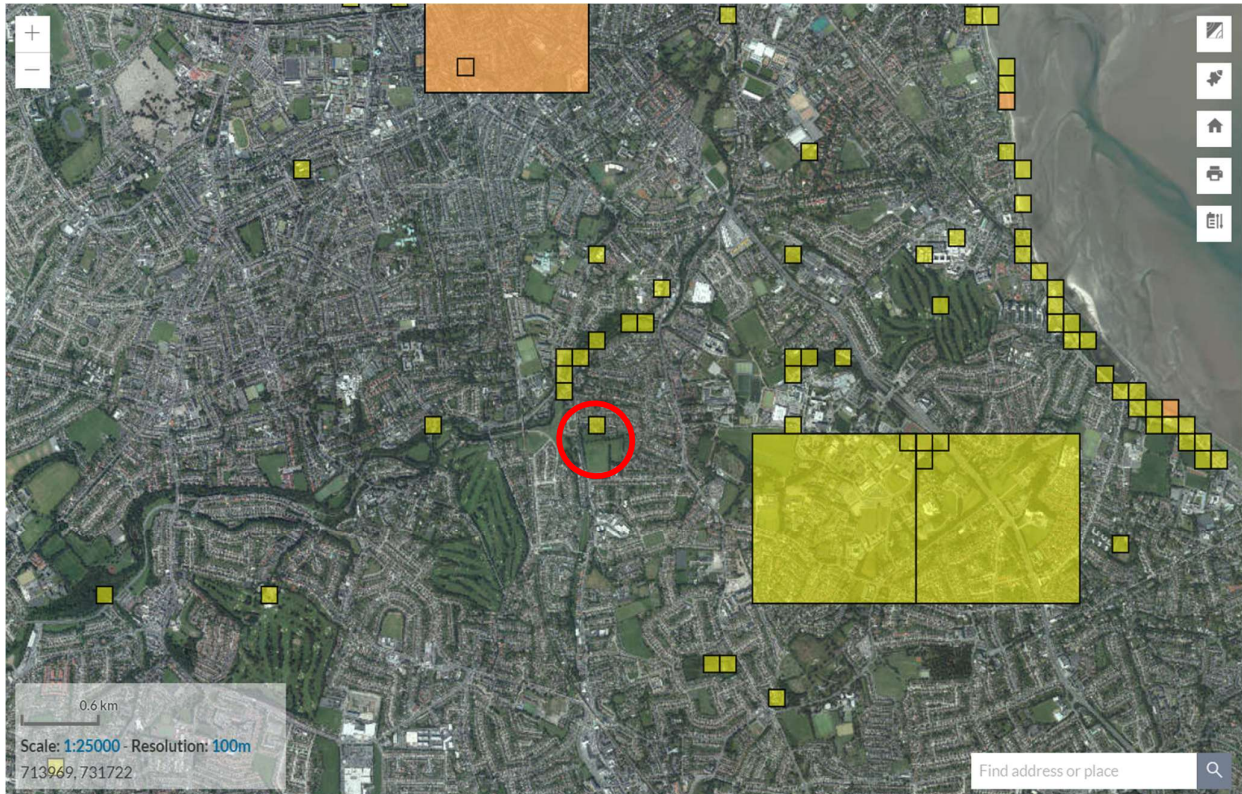 +
−
0.6 km
Scale: 1:25000 - Resolution: 100m
713969, 731722
Find address or place